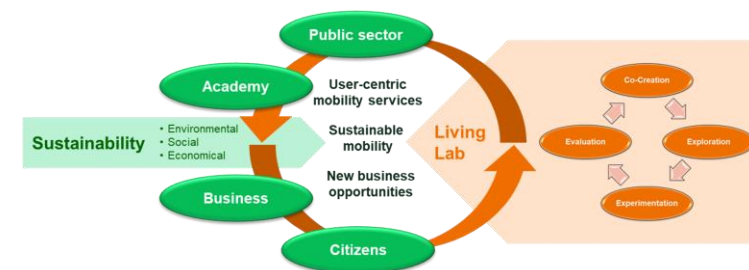 Public sector
Academy
User-centric
mobility services
Sustainability
• Environmental
• Social
• Economical
Sustainable
mobility
New business
opportunities
Business
Citizens
Living
Lab
Co-Creation
Evaluation
Exploration
Experimentation